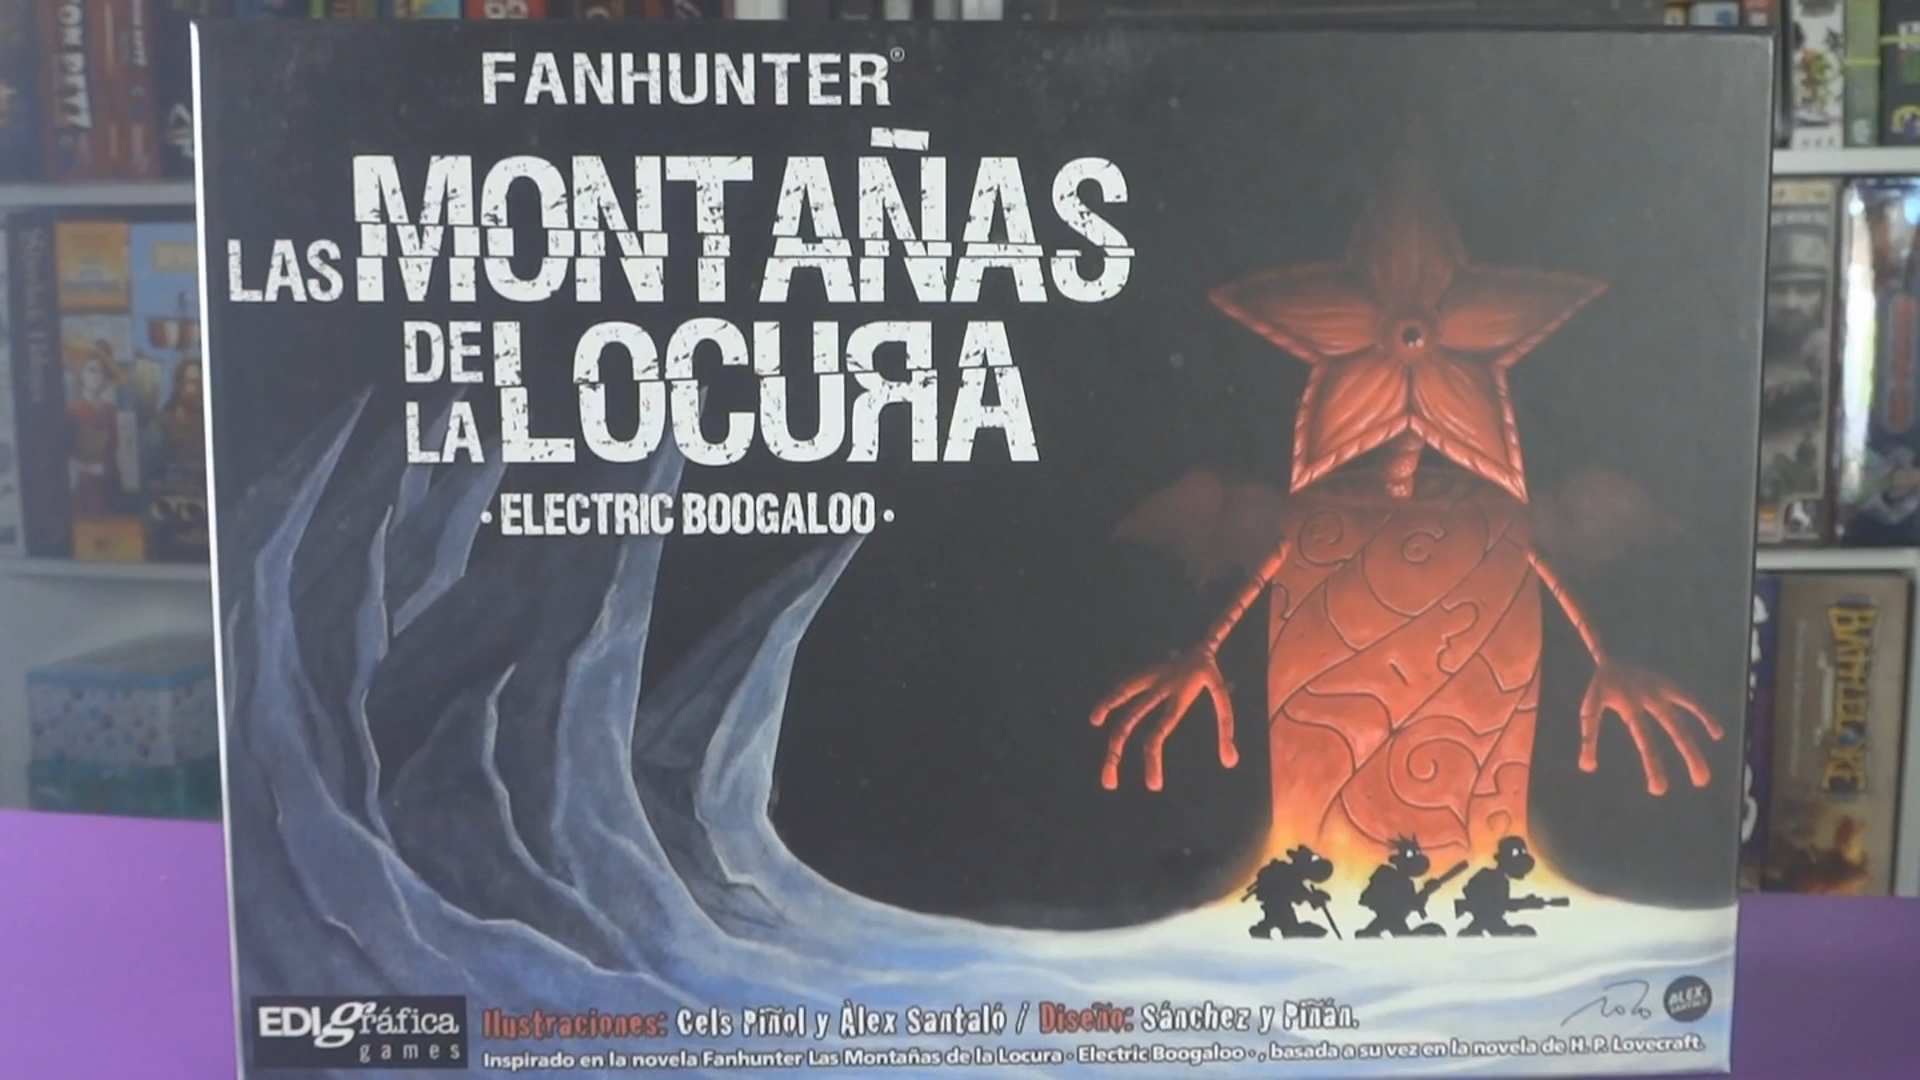 FANHUNTER®
LAS MONTAÑAS
DE LA LOCURA
· ELECTRIC BOOGALOO ·
EDIgráfica games
Ilustraciones: Cels Piñol y Àlex Santaló / Diseño: Sánchez y Piñán.
Inspirado en la novela Fanhunter Las Montañas de la Locura - Electric Boogaloo -, basada a su vez en la novela de H. P. Lovecraft.
ALEX
BATTLELORE